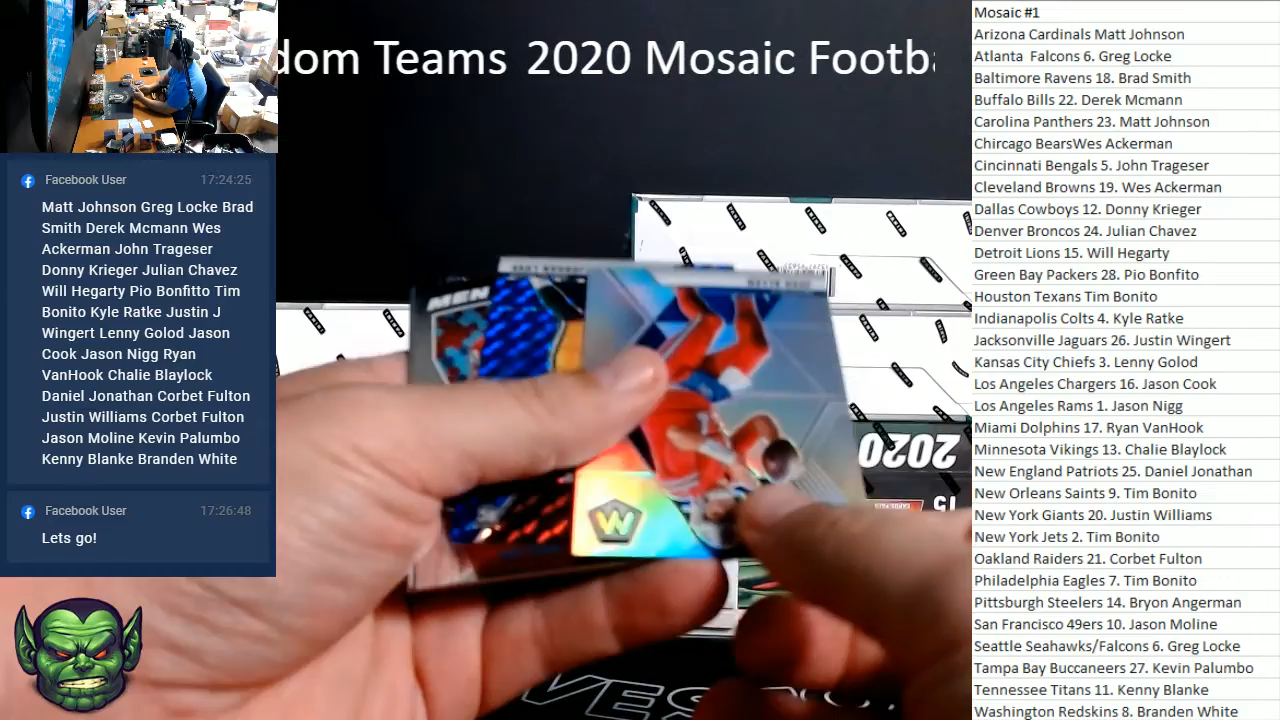 dom Teams 2020 Mosaic Footba
Facebook User 17:24:25
Matt Johnson Greg Locke Brad
Smith Derek Mcmann Wes
Ackerman John Trageser
Donny Krieger Julian Chavez
Will Hegarty Pio Bonfitto Tim
Bonito Kyle Ratke Justin J
Wingert Lenny Golod Jason
Cook Jason Nigg Ryan
VanHook Chalie Blaylock
Daniel Jonathan Corbet Fulton
Justin Williams Corbet Fulton
Jason Moline Kevin Palumbo
Kenny Blanke Branden White
Facebook User 17:26:48
Lets go!
MEN
W
2020
15
Mosaic #1
Arizona Cardinals Matt Johnson
Atlanta Falcons 6. Greg Locke
Baltimore Ravens 18. Brad Smith
Buffalo Bills 22. Derek Mcmann
Carolina Panthers 23. Matt Johnson
Chircago BearsWes Ackerman
Cincinnati Bengals 5. John Trageser
Cleveland Browns 19. Wes Ackerman
Dallas Cowboys 12. Donny Krieger
Denver Broncos 24. Julian Chavez
Detroit Lions 15. Will Hegarty
Green Bay Packers 28. Pio Bonfito
Houston Texans Tim Bonito
Indianapolis Colts 4. Kyle Ratke
Jacksonville Jaguars 26. Justin Wingert
Kansas City Chiefs 3. Lenny Golod
Los Angeles Chargers 16. Jason Cook
Los Angeles Rams 1. Jason Nigg
Miami Dolphins 17. Ryan VanHook
Minnesota Vikings 13. Chalie Blaylock
New England Patriots 25. Daniel Jonathan
New Orleans Saints 9. Tim Bonito
New York Giants 20. Justin Williams
New York Jets 2. Tim Bonito
Oakland Raiders 21. Corbet Fulton
Philadelphia Eagles 7. Tim Bonito
Pittsburgh Steelers 14. Bryon Angerman
San Francisco 49ers 10. Jason Moline
Seattle Seahawks/Falcons 6. Greg Locke
Tampa Bay Buccaneers 27. Kevin Palumbo
Tennessee Titans 11. Kenny Blanke
Washington Redskins 8. Branden White